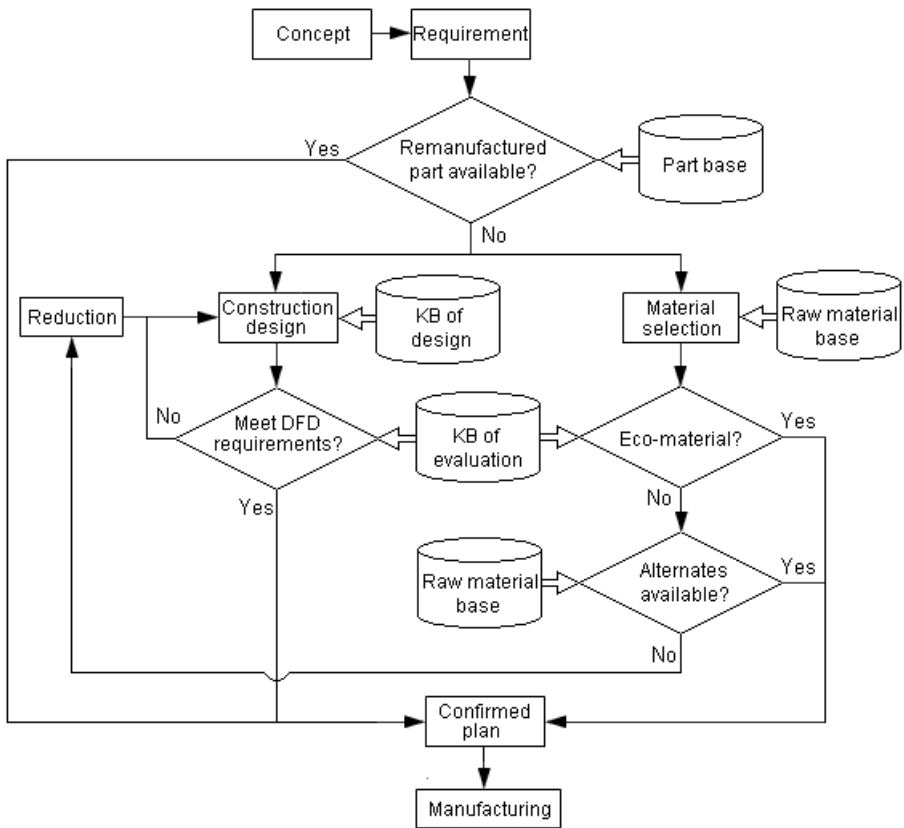 Concept
Requirement
Yes
Remanufactured
part available?
Part base
No
Reduction
Construction
design
KB of
design
Material
selection
Raw material
base
No
Meet DFD
requirements?
KB of
evaluation
Eco-material?
Yes
Yes
No
Raw material
base
Alternates
available?
Yes
No
Confirmed
plan
Manufacturing